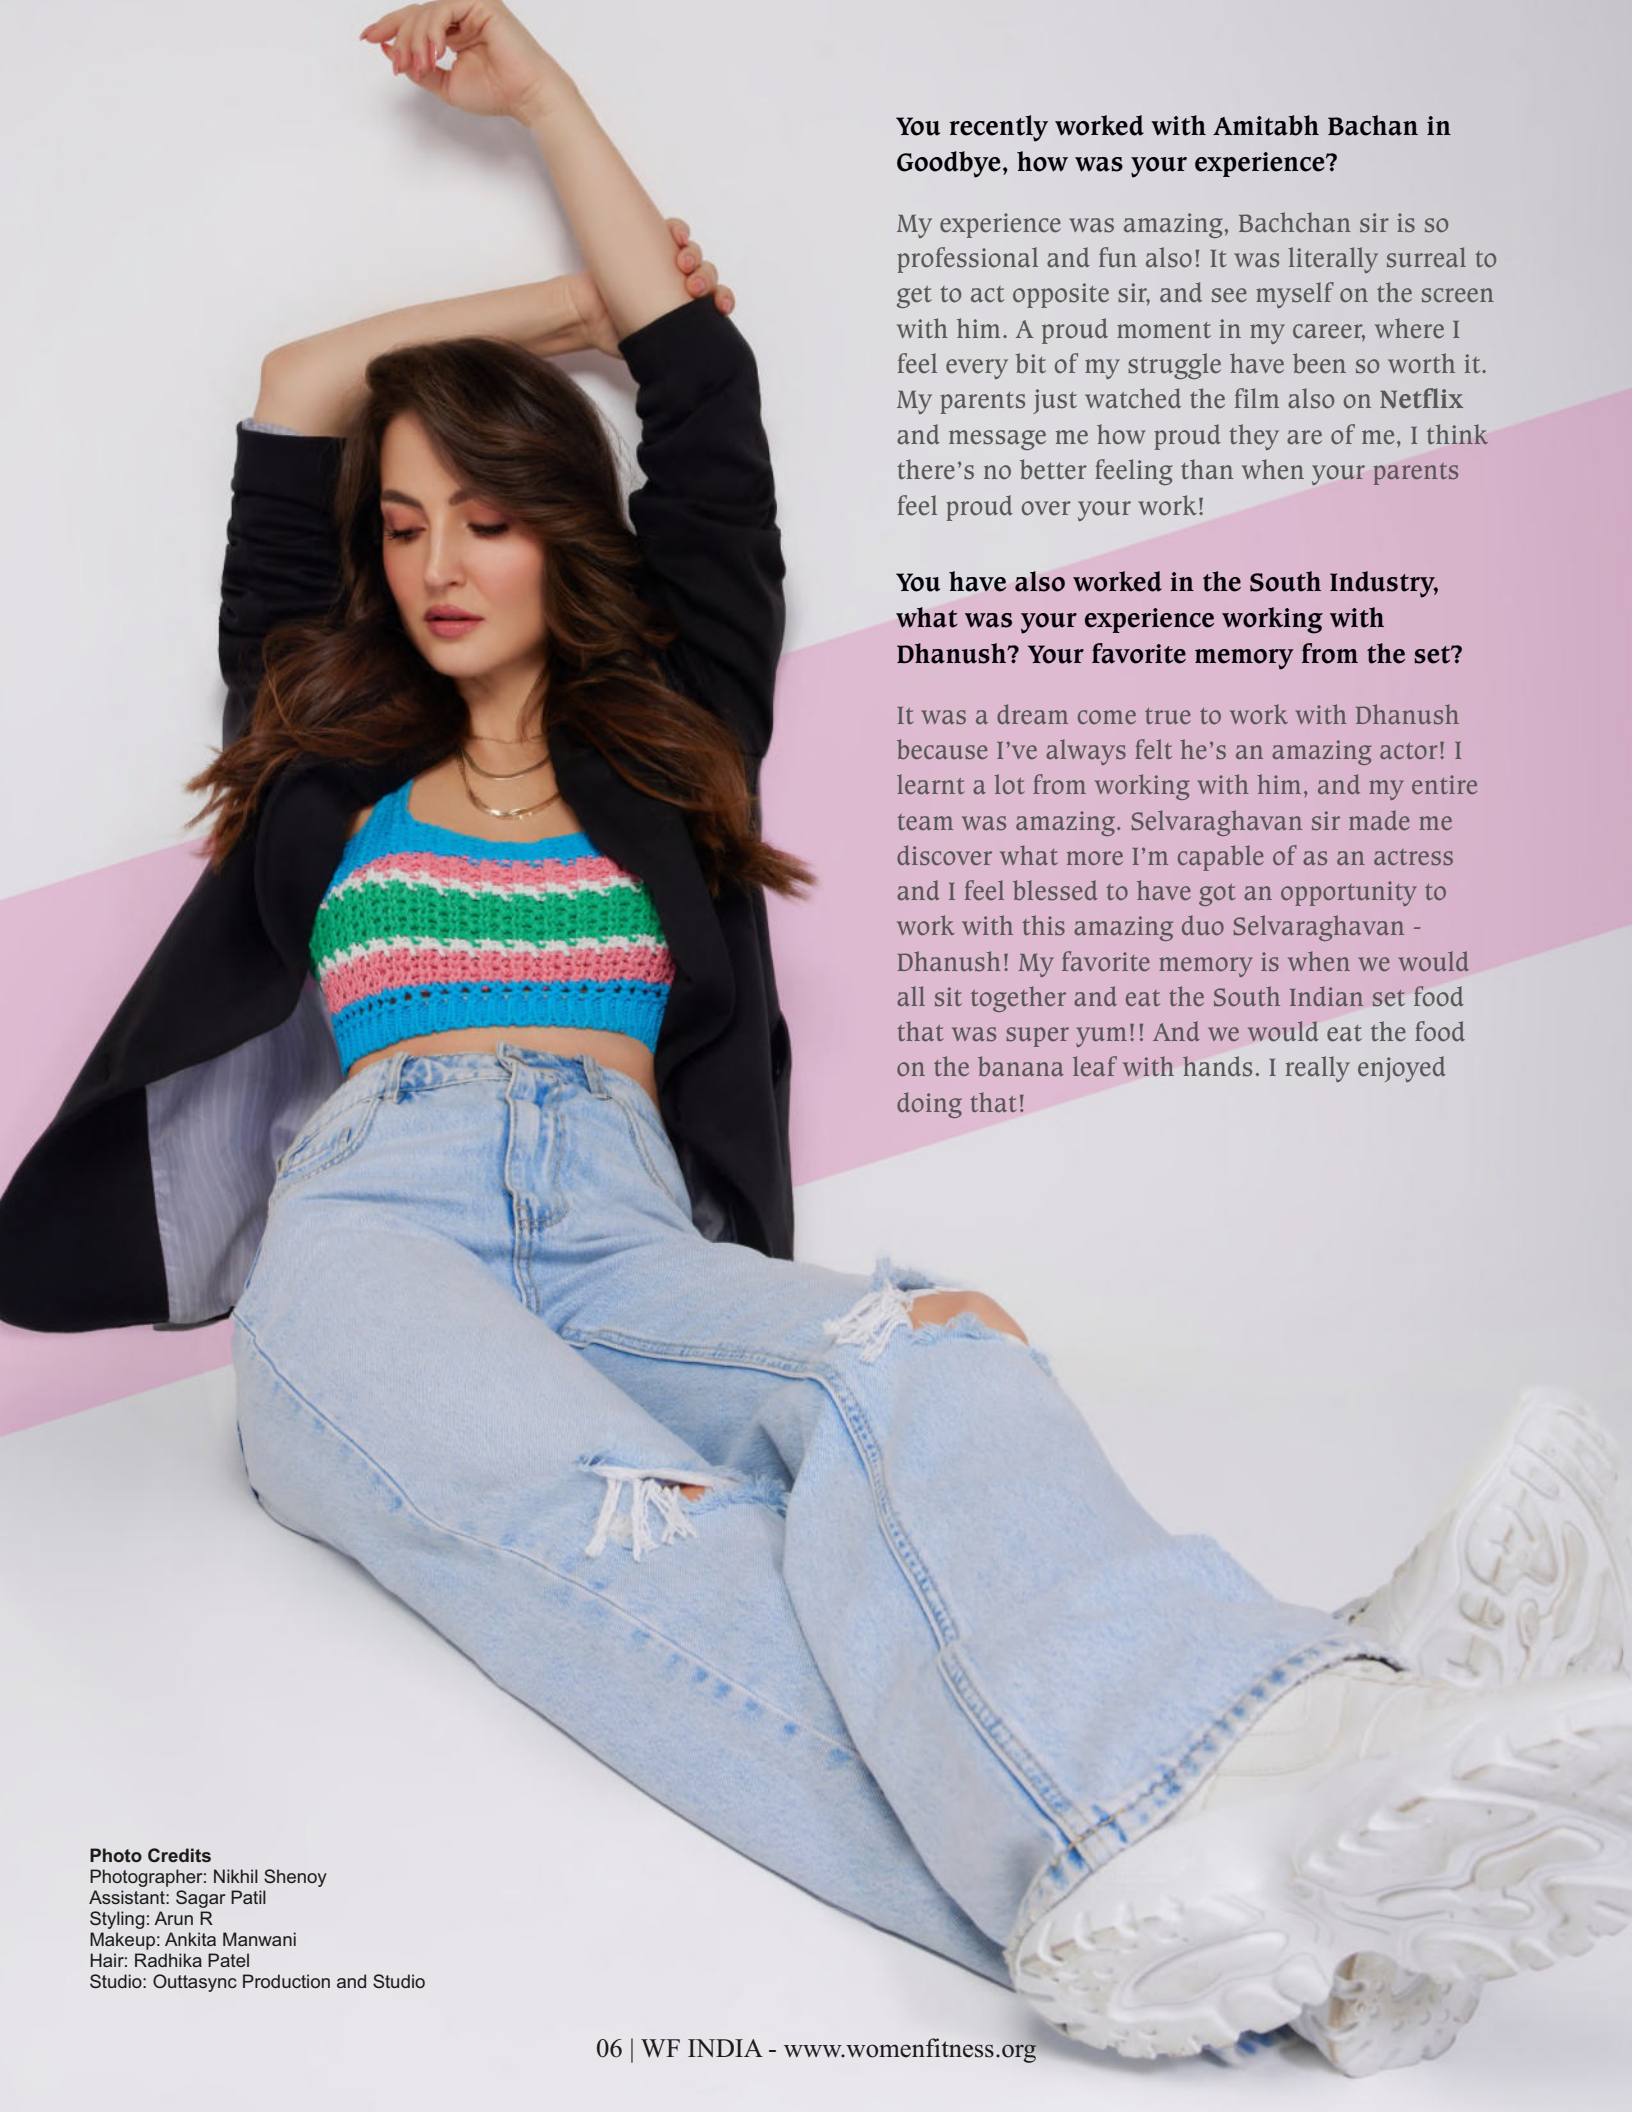 You recently worked with Amitabh Bachan in
Goodbye, how was your experience?
My experience was amazing, Bachchan sir is so
professional and fun also! It was literally surreal to
get to act opposite sir, and see myself on the screen
with him. A proud moment in my career, where I
feel every bit of my struggle have been so worth it.
My parents just watched the film also on Netflix
and message me how proud they are of me, I think
there’s no better feeling than when your parents
feel proud over your work!
You have also worked in the South Industry,
what was your experience working with
Dhanush? Your favorite memory from the set?
It was a dream come true to work with Dhanush
because I’ve always felt he’s an amazing actor! I
learnt a lot from working with him, and my entire
team was amazing. Selvaraghavan sir made me
discover what more I’m capable of as an actress
and I feel blessed to have got an opportunity to
work with this amazing duo Selvaraghavan -
Dhanush! My favorite memory is when we would
all sit together and eat the South Indian set food
that was super yum!! And we would eat the food
on the banana leaf with hands. I really enjoyed
doing that!
Photo Credits
Photographer: Nikhil Shenoy
Assistant: Sagar Patil
Styling: Arun R
Makeup: Ankita Manwani
Hair: Radhika Patel
Studio: Outtasync Production and Studio
06 | WF INDIA - www.womenfitness.org